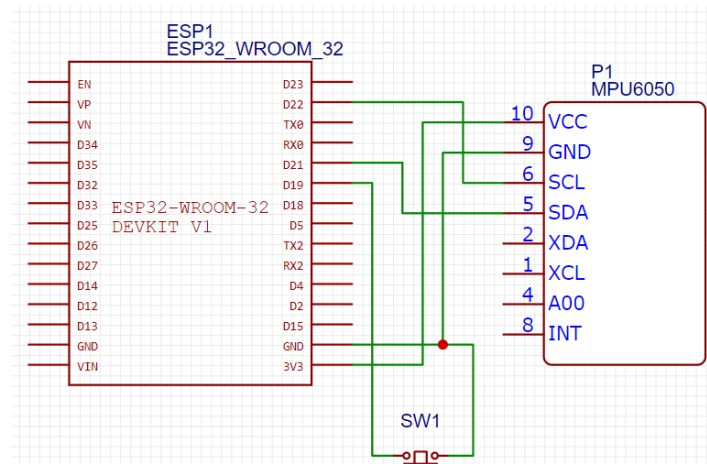 ESP1
ESP32_WROOM_32
EN
VP
VN
D34
D35
D32
D33
D25
D26
D27
D14
D12
D13
GND
VIN
ESP32-WROOM-32
DEVKIT V1
D23
D22
TX0
RX0
D21
D19
D18
D5
TX2
RX2
D4
D2
D15
GND
3V3
P1
MPU6050
10 VCC
9 GND
6 SCL
5 SDA
2 XDA
1 XCL
4 A00
8 INT
SW1